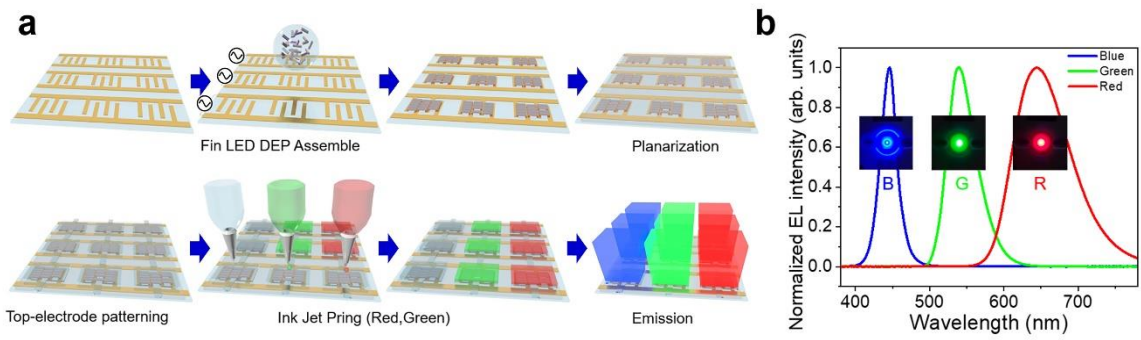 a
Fin LED DEP Assemble
Planarization
Top-electrode patterning
Ink Jet Pring (Red,Green)
Emission
b
Normalized EL intensity (arb. units)
1.0
0.8
0.6
0.4
0.2
0.0
Blue
Green
Red
B
G
R
400
500
600
700
Wavelength (nm)